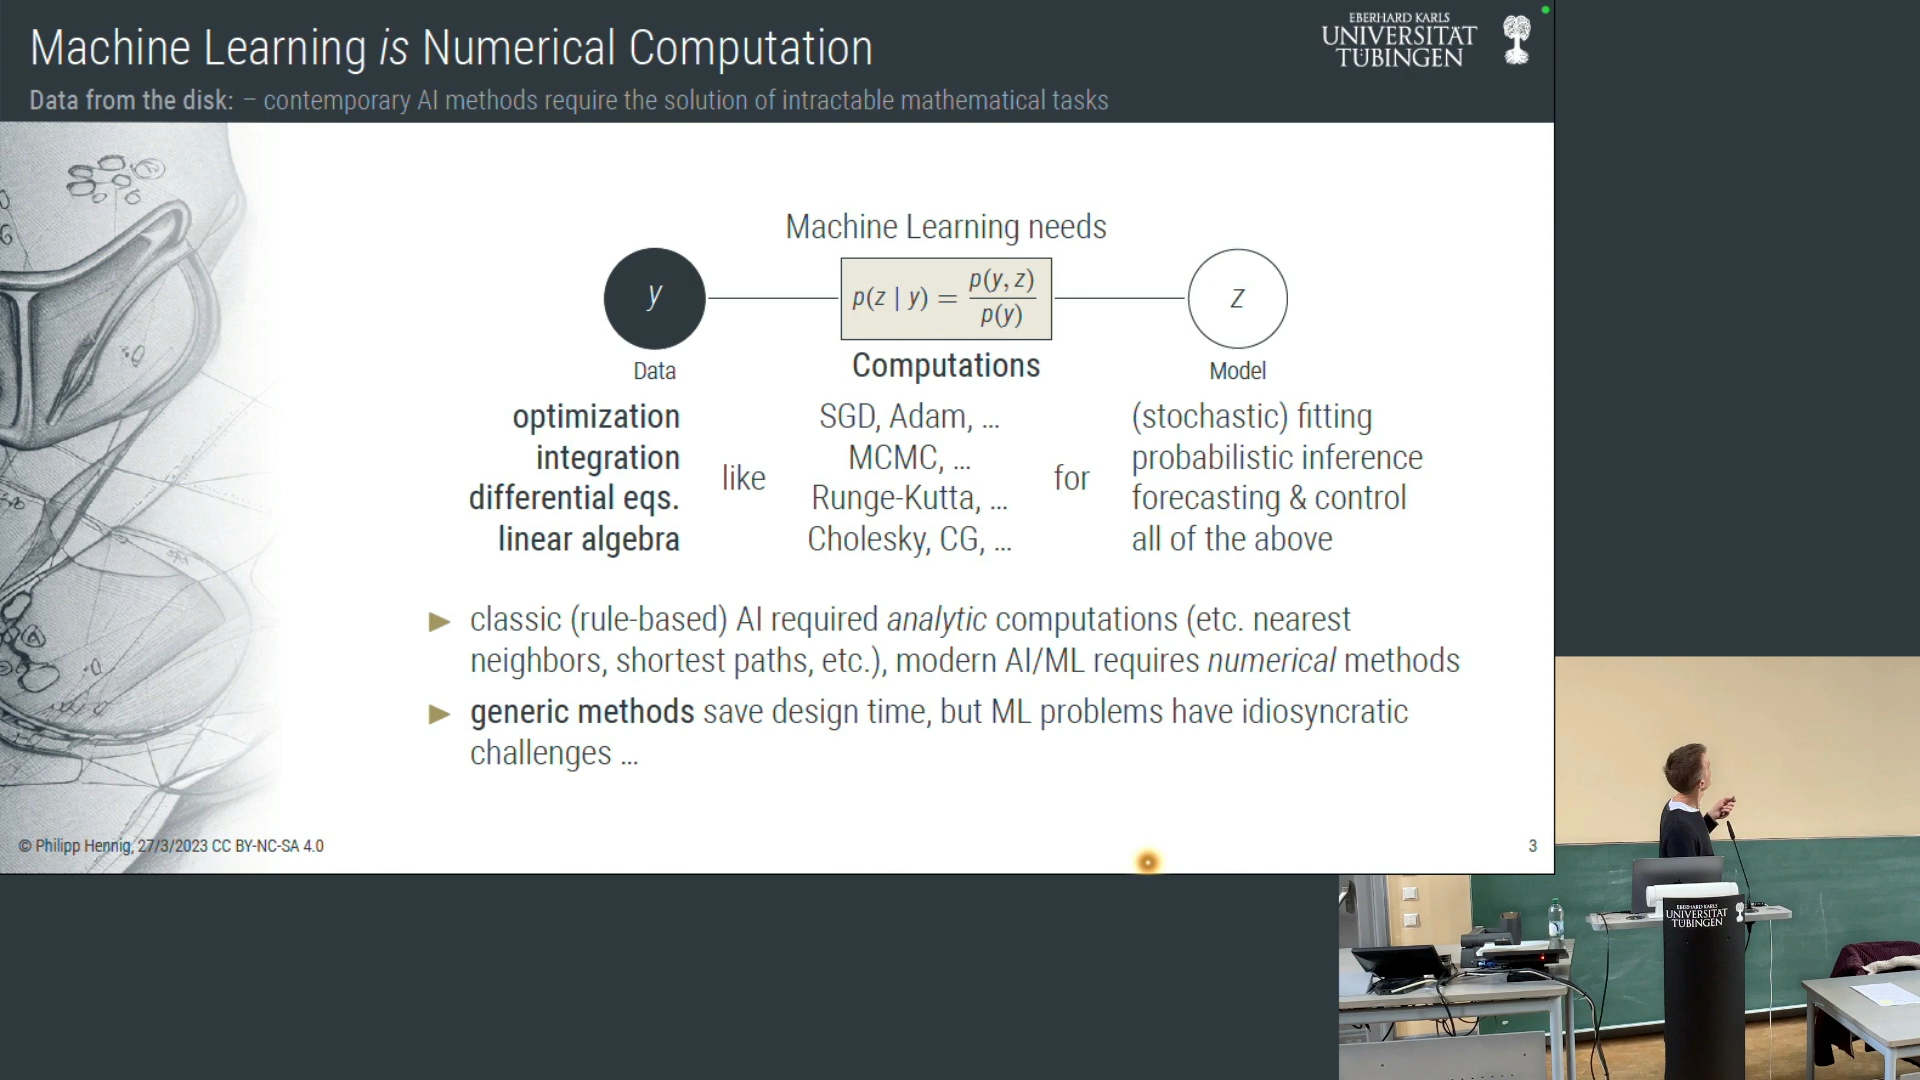 Machine Learning is Numerical Computation
EBERHARD KARLS
UNIVERSITÄT
TÜBINGEN
Data from the disk: – contemporary AI methods require the solution of intractable mathematical tasks
Machine Learning needs
y
p(z | y) = p(y, z) / p(y)
z
Data
Computations
Model
optimization
integration
differential eqs.
linear algebra
like
SGD, Adam, ...
MCMC, ...
Runge-Kutta, ...
Cholesky, CG, ...
for
(stochastic) fitting
probabilistic inference
forecasting & control
all of the above
► classic (rule-based) AI required analytic computations (etc. nearest
neighbors, shortest paths, etc.), modern AI/ML requires numerical methods
► generic methods save design time, but ML problems have idiosyncratic
challenges ...
© Philipp Hennig, 27/3/2023 CC BY-NC-SA 4.0
3
EBERHARD KARLS
UNIVERSITÄT
TÜBINGEN